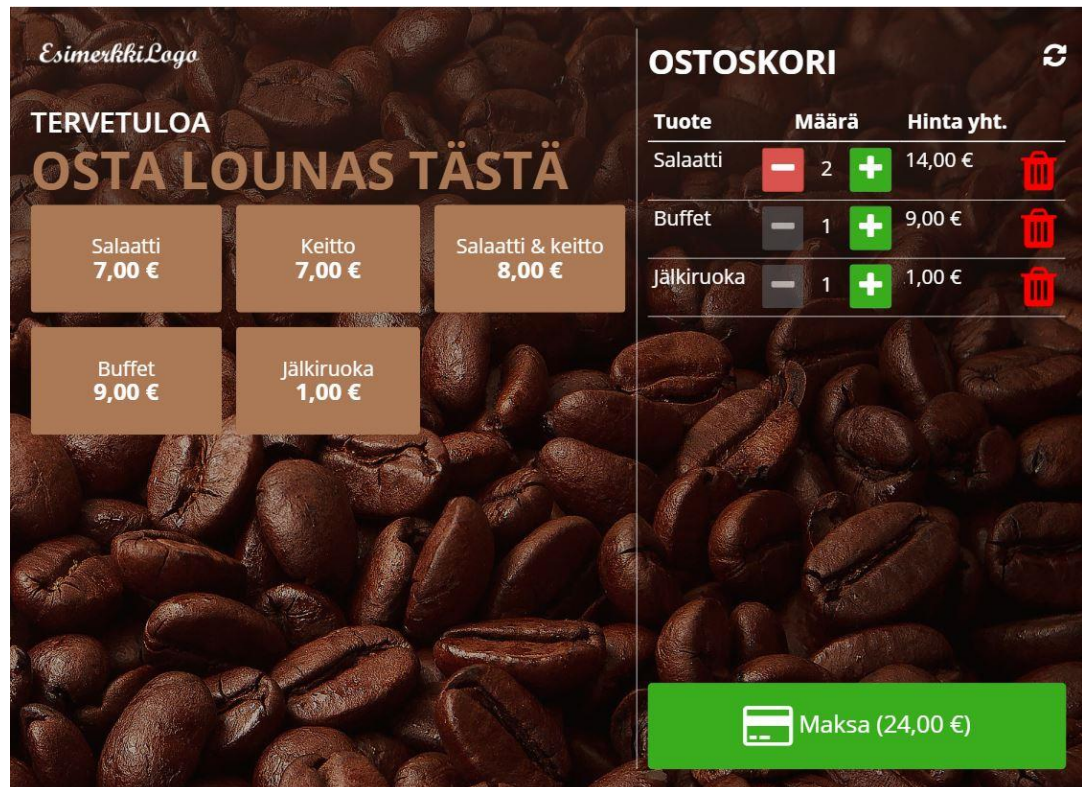 EsimerkkiLogo
TERVETULOA
OSTA LOUNAS TÄSTÄ
Salaatti
7,00 €
Keitto
7,00 €
Salaatti & keitto
8,00 €
Buffet
9,00 €
Jälkiruoka
1,00 €
OSTOSKORI
Tuote Määrä Hinta yht.
Salaatti 2 14,00 €
Buffet 1 9,00 €
Jälkiruoka 1 1,00 €
Maksa (24,00 €)